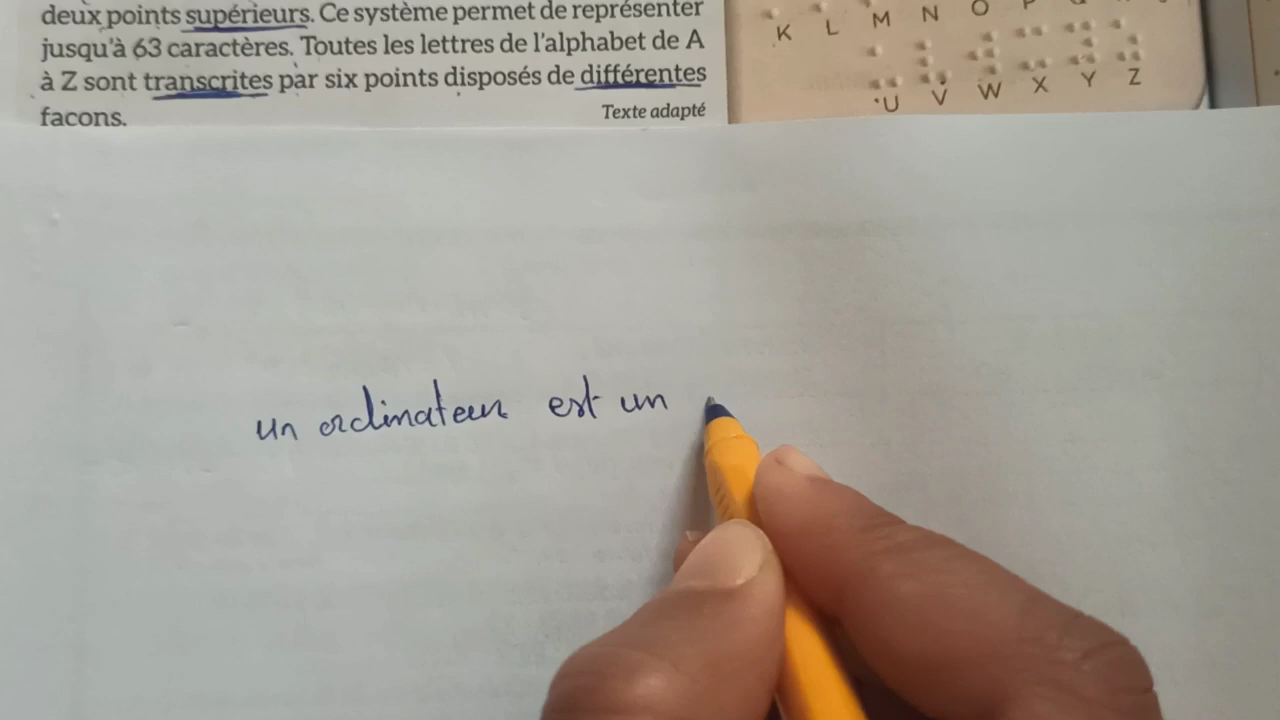 deux points supérieurs. Ce système permet de représenter
jusqu'à 63 caractères. Toutes les lettres de l'alphabet de A
à Z sont transcrites par six points disposés de différentes
façons.
Texte adapté
K L M N O
U V W X Y Z
un ordinateur est un